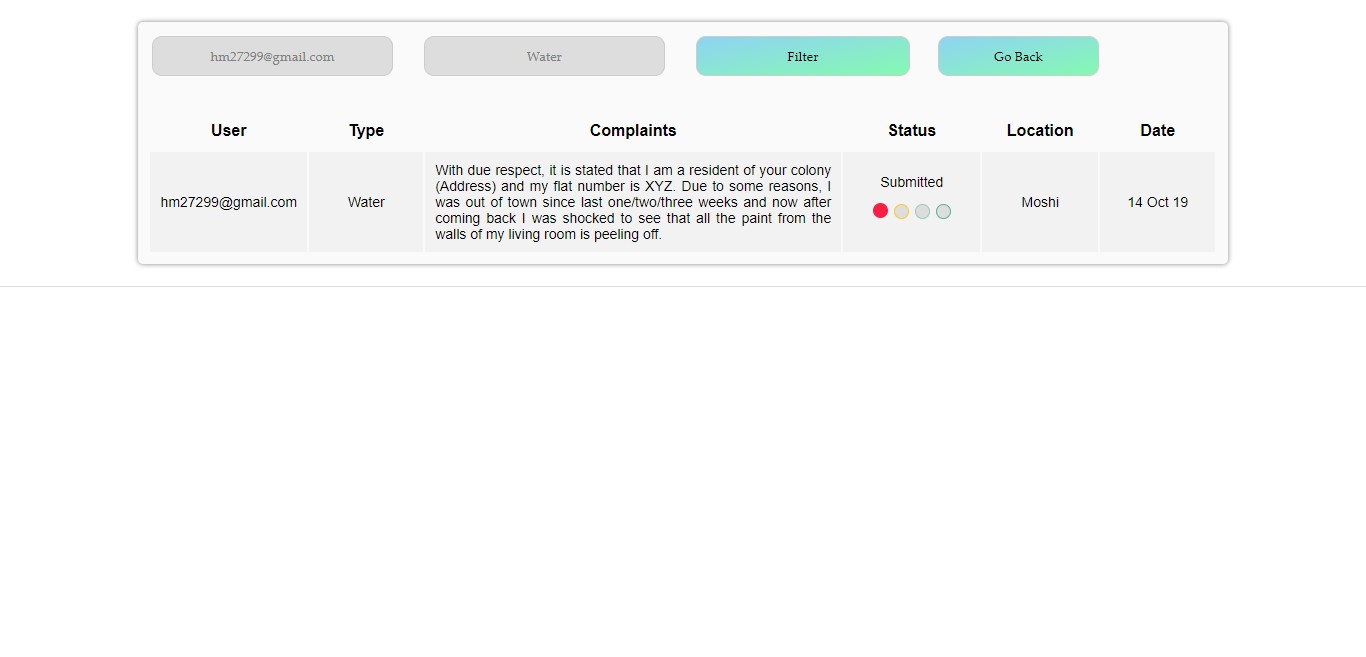 hm27299@gmail.com Water Filter Go Back
User Type Complaints Status Location Date
With due respect, it is stated that I am a resident of your colony
(Address) and my flat number is XYZ. Due to some reasons, I
was out of town since last one/two/three weeks and now after
coming back I was shocked to see that all the paint from the
walls of my living room is peeling off.
hm27299@gmail.com Water Submitted Moshi 14 Oct 19